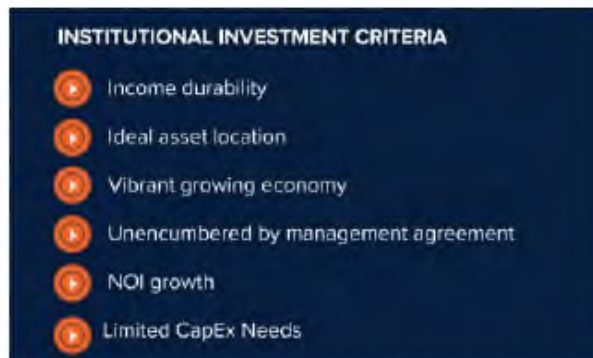 INSTITUTIONAL INVESTMENT CRITERIA
Income durability
Ideal asset location
Vibrant growing economy
Unencumbered by management agreement
NOI growth
Limited CapEx Needs